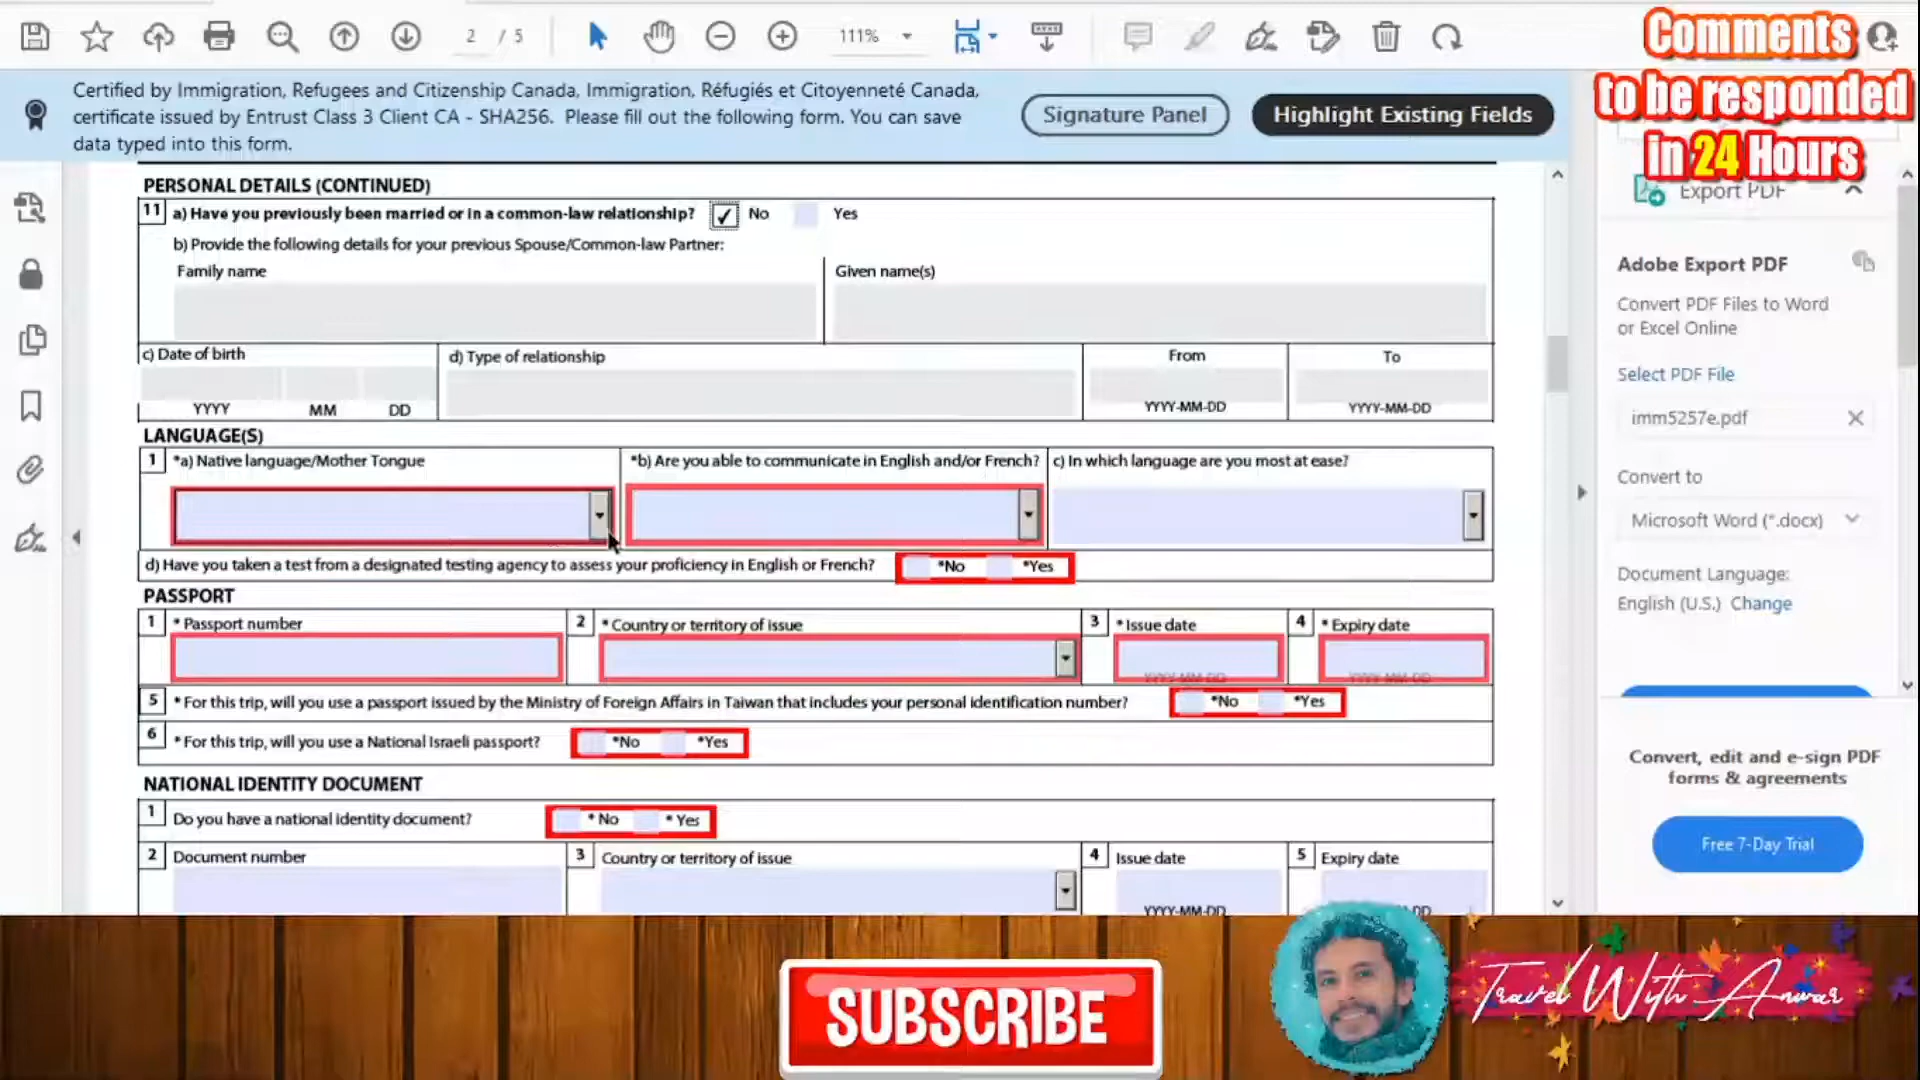 2 / 5
111%
Comments
to be responded
in 24 Hours
Certified by Immigration, Refugees and Citizenship Canada, Immigration, Réfugiés et Citoyenneté Canada,
certificate issued by Entrust Class 3 Client CA - SHA256. Please fill out the following form. You can save
data typed into this form.
Signature Panel
Highlight Existing Fields
PERSONAL DETAILS (CONTINUED)
11 a) Have you previously been married or in a common-law relationship? No Yes
b) Provide the following details for your previous Spouse/Common-law Partner:
Family name
Given name(s)
c) Date of birth
d) Type of relationship
From
To
YYYY MM DD
YYYY-MM-DD
YYYY-MM-DD
LANGUAGE(S)
1 *a) Native language/Mother Tongue
*b) Are you able to communicate in English and/or French?
c) In which language are you most at ease?
d) Have you taken a test from a designated testing agency to assess your proficiency in English or French? *No *Yes
PASSPORT
1 * Passport number
2 * Country or territory of issue
3 * Issue date
4 * Expiry date
YYYY-MM-DD
YYYY-MM-DD
5 * For this trip, will you use a passport issued by the Ministry of Foreign Affairs in Taiwan that includes your personal identification number? *No *Yes
6 * For this trip, will you use a National Israeli passport? *No *Yes
NATIONAL IDENTITY DOCUMENT
1 Do you have a national identity document? * No * Yes
2 Document number
3 Country or territory of issue
4 Issue date
5 Expiry date
YYYY-MM-DD
DD
Export PDF
Adobe Export PDF
Convert PDF Files to Word
or Excel Online
Select PDF File
imm5257e.pdf
Convert to
Microsoft Word (*.docx)
Document Language:
English (U.S.) Change
Convert, edit and e-sign PDF
forms & agreements
Free 7-Day Trial
SUBSCRIBE
Travel With Anwar